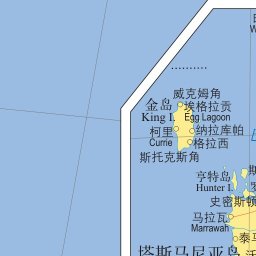 威克姆角
金岛
埃格拉贡
King I.
Egg Lagoon
柯里
纳拉库帕
Currie
格拉西
斯托克斯角
亨特岛
Hunter I.
史密斯顿
马拉瓦
Marrawah
塔斯马尼亚岛